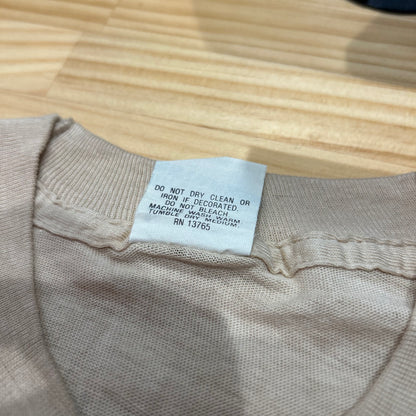 DO NOT DRY CLEAN OR
IRON IF DECORATED.
DO NOT BLEACH.
MACHINE WASH WARM.
TUMBLE DRY MEDIUM.
RN 13765